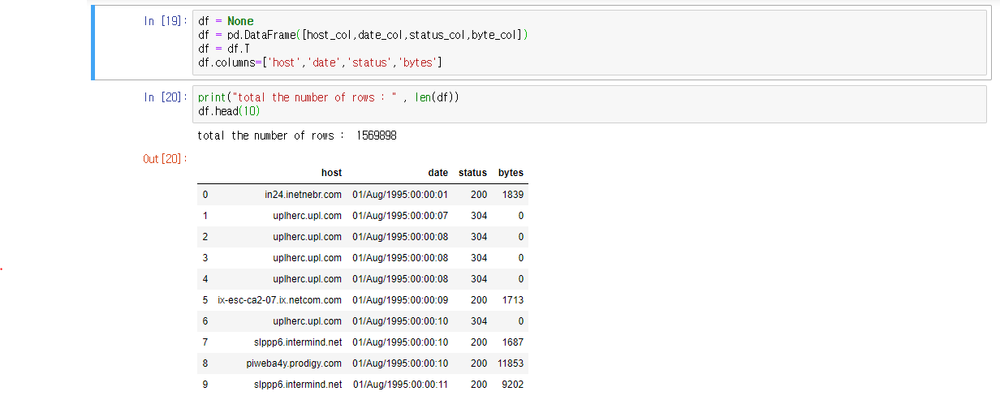 In [19]:
df = None
df = pd.DataFrame([host_col,date_col,status_col,byte_col])
df = df.T
df.columns=['host','date','status','bytes']
In [20]:
print("total the number of rows : " , len(df))
df.head(10)
total the number of rows :  1569898
Out[20]:
host date status bytes
0 in24.inetnebr.com 01/Aug/1995:00:00:01 200 1839
1 uplherc.upl.com 01/Aug/1995:00:00:07 304 0
2 uplherc.upl.com 01/Aug/1995:00:00:08 304 0
3 uplherc.upl.com 01/Aug/1995:00:00:08 304 0
4 uplherc.upl.com 01/Aug/1995:00:00:08 304 0
5 ix-esc-ca2-07.ix.netcom.com 01/Aug/1995:00:00:09 200 1713
6 uplherc.upl.com 01/Aug/1995:00:00:10 304 0
7 slppp6.intermind.net 01/Aug/1995:00:00:10 200 1687
8 piweba4y.prodigy.com 01/Aug/1995:00:00:10 200 11853
9 slppp6.intermind.net 01/Aug/1995:00:00:11 200 9202